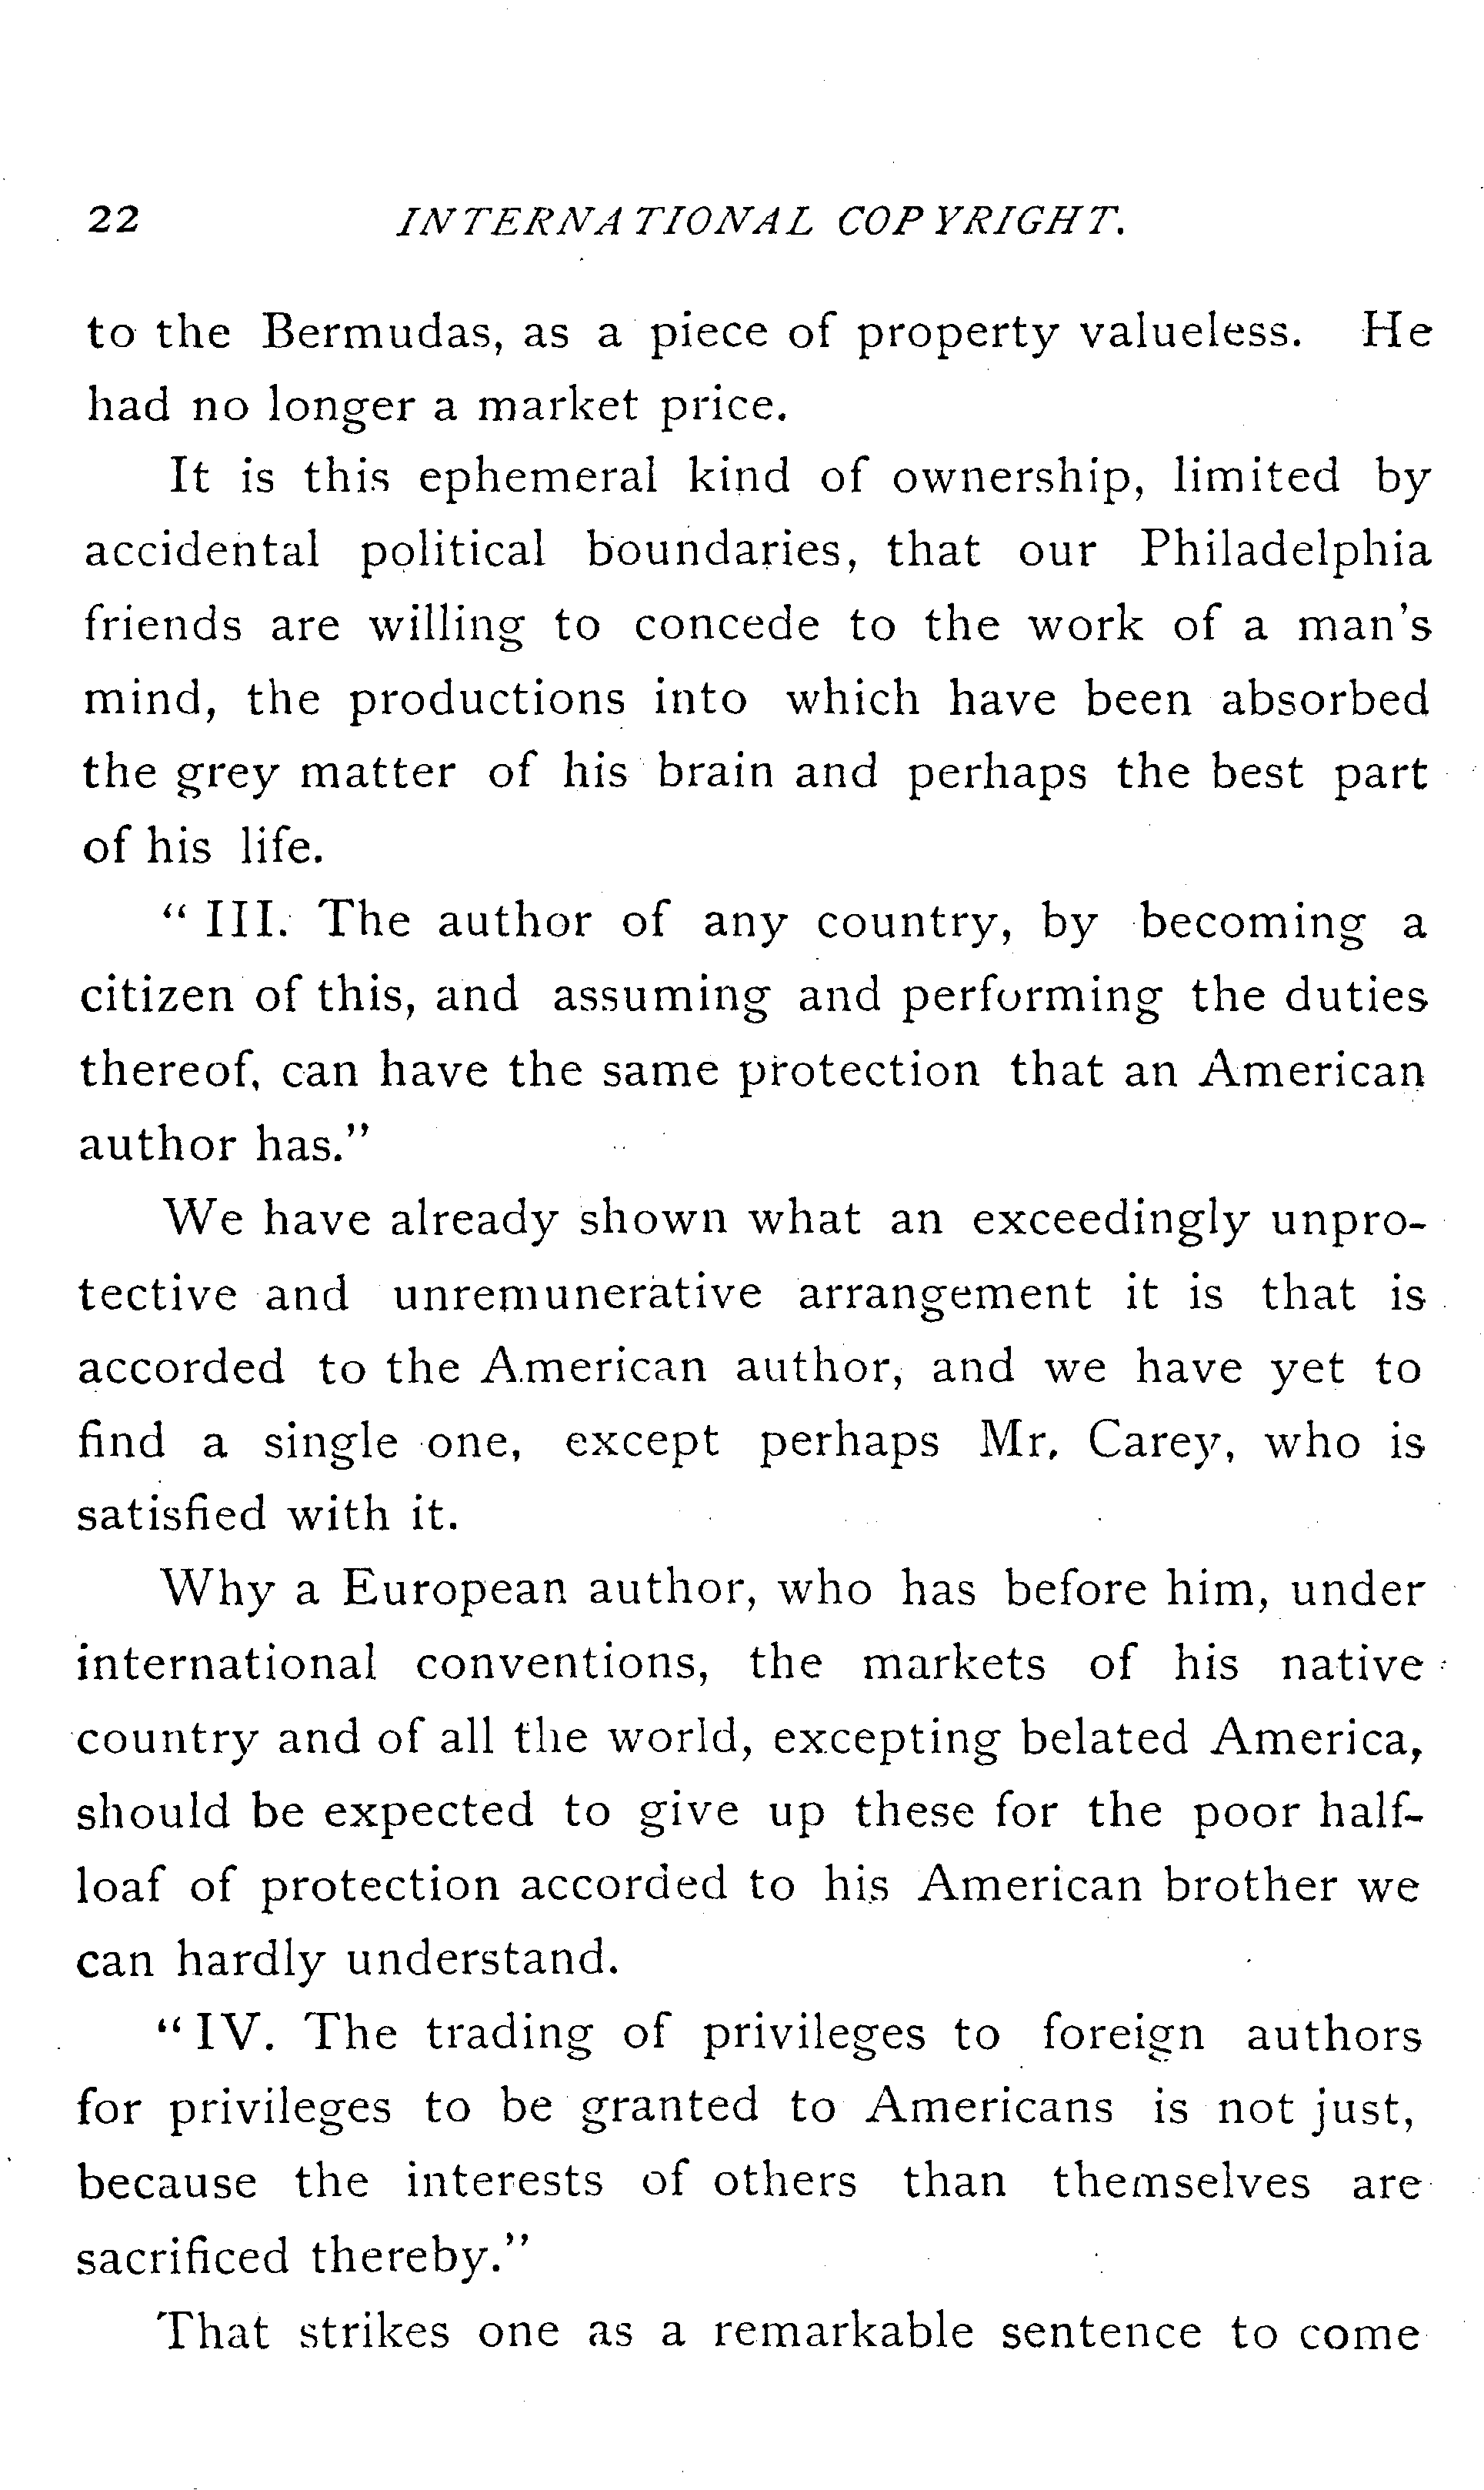 22 INTERNATIONAL COPYRIGHT.
to the Bermudas, as a piece of property valueless. He
had no longer a market price.
It is this ephemeral kind of ownership, limited by
accidental political boundaries, that our Philadelphia
friends are willing to concede to the work of a man's
mind, the productions into which have been absorbed
the grey matter of his brain and perhaps the best part
of his life.
“ III. The author of any country, by becoming a
citizen of this, and assuming and performing the duties
thereof, can have the same protection that an American
author has.”
We have already shown what an exceedingly unpro-
tective and unremunerative arrangement it is that is
accorded to the American author, and we have yet to
find a single one, except perhaps Mr. Carey, who is
satisfied with it.
Why a European author, who has before him, under
international conventions, the markets of his native
country and of all the world, excepting belated America,
should be expected to give up these for the poor half-
loaf of protection accorded to his American brother we
can hardly understand.
“ IV. The trading of privileges to foreign authors
for privileges to be granted to Americans is not just,
because the interests of others than themselves are
sacrificed thereby.”
That strikes one as a remarkable sentence to come